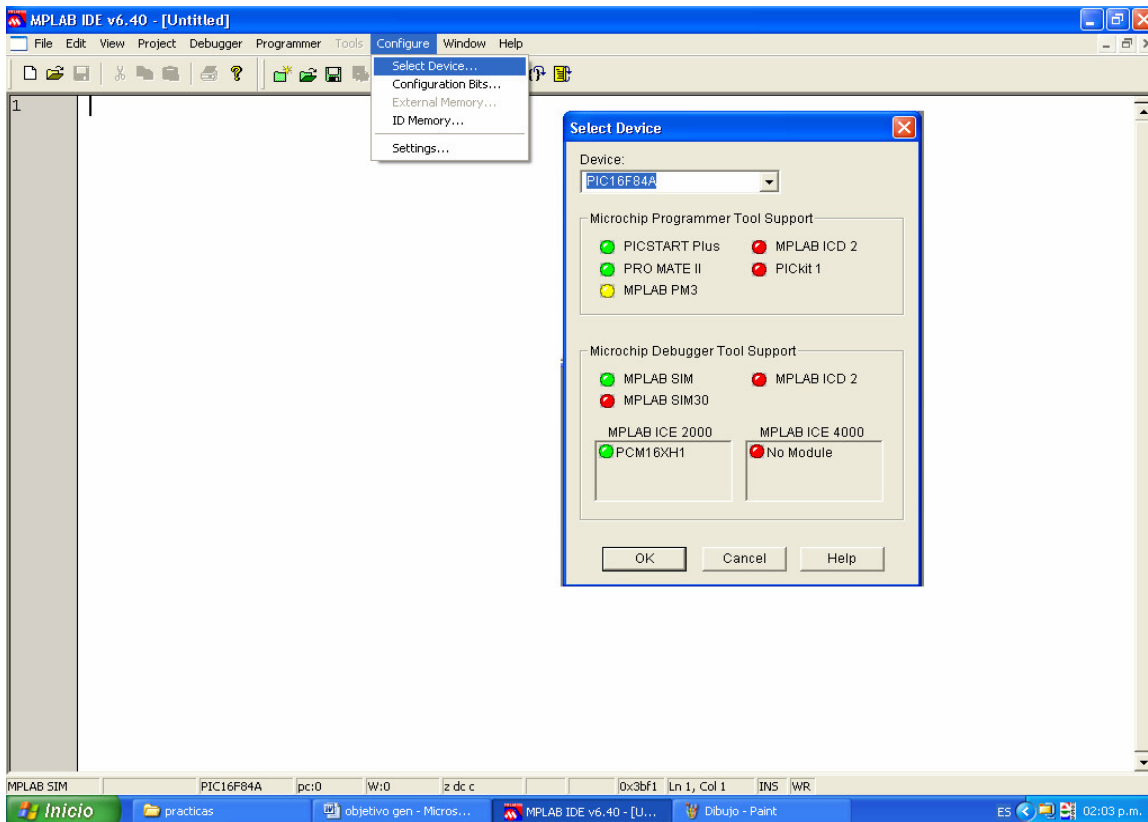 MPLAB IDE v6.40 - [Untitled]
File Edit View Project Debugger Programmer Tools Configure Window Help
Select Device...
Configuration Bits...
External Memory...
ID Memory...
Settings...
1
Select Device
Device:
PIC16F84A
Microchip Programmer Tool Support
PICSTART Plus MPLAB ICD 2
PRO MATE II PICkit 1
MPLAB PM3
Microchip Debugger Tool Support
MPLAB SIM MPLAB ICD 2
MPLAB SIM30
MPLAB ICE 2000 MPLAB ICE 4000
PCM16XH1 No Module
OK Cancel Help
MPLAB SIM PIC16F84A pc:0 W:0 z dc c 0x3bf1 Ln 1, Col 1 INS WR
Inicio practicas objetivo gen - Micros... MPLAB IDE v6.40 - [U... Dibujo - Paint ES 02:03 p.m.